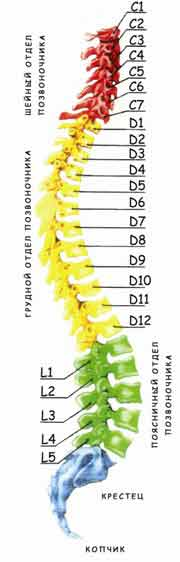 C1
C2
C3
C4
C5
C6
C7
ШЕЙНЫЙ ОТДЕЛ
ПОЗВОНОЧНИКА
D1
D2
D3
D4
D5
D6
D7
D8
D9
D10
D11
D12
ГРУДНОЙ ОТДЕЛ ПОЗВОНОЧНИКА
L1
L2
L3
L4
L5
ПОЯСНИЧНЫЙ ОТДЕЛ
ПОЗВОНОЧНИКА
КРЕСТЕЦ
КОПЧИК